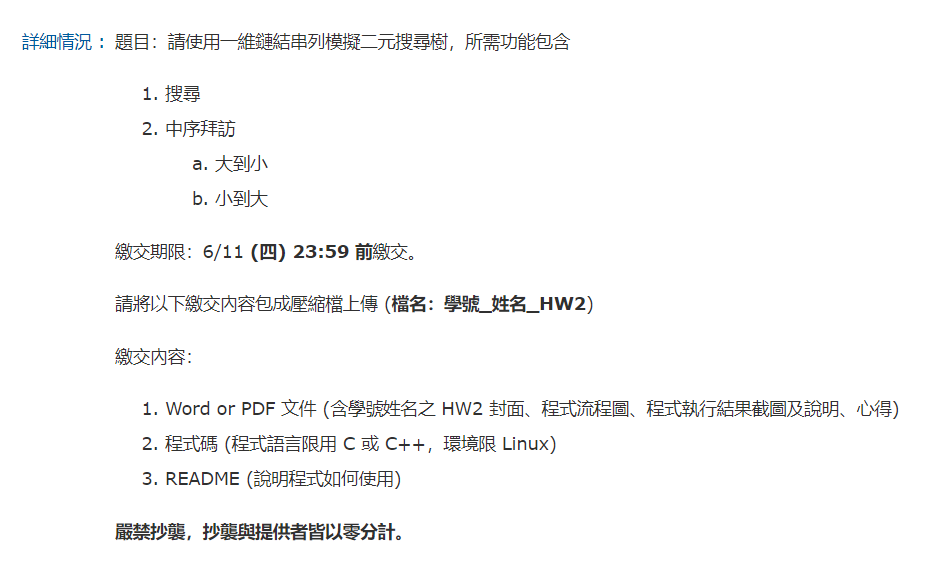 詳細情況： 題目：請使用一維鏈結串列模擬二元搜尋樹，所需功能包含
1. 搜尋
2. 中序拜訪
a. 大到小
b. 小到大
繳交期限：6/11 (四) 23:59 前繳交。
請將以下繳交內容包成壓縮檔上傳 (檔名：學號_姓名_HW2)
繳交內容：
1. Word or PDF 文件 (含學號姓名之 HW2 封面、程式流程圖、程式執行結果截圖及說明、心得)
2. 程式碼 (程式語言限用 C 或 C++，環境限 Linux)
3. README (說明程式如何使用)
嚴禁抄襲，抄襲與提供者皆以零分計。